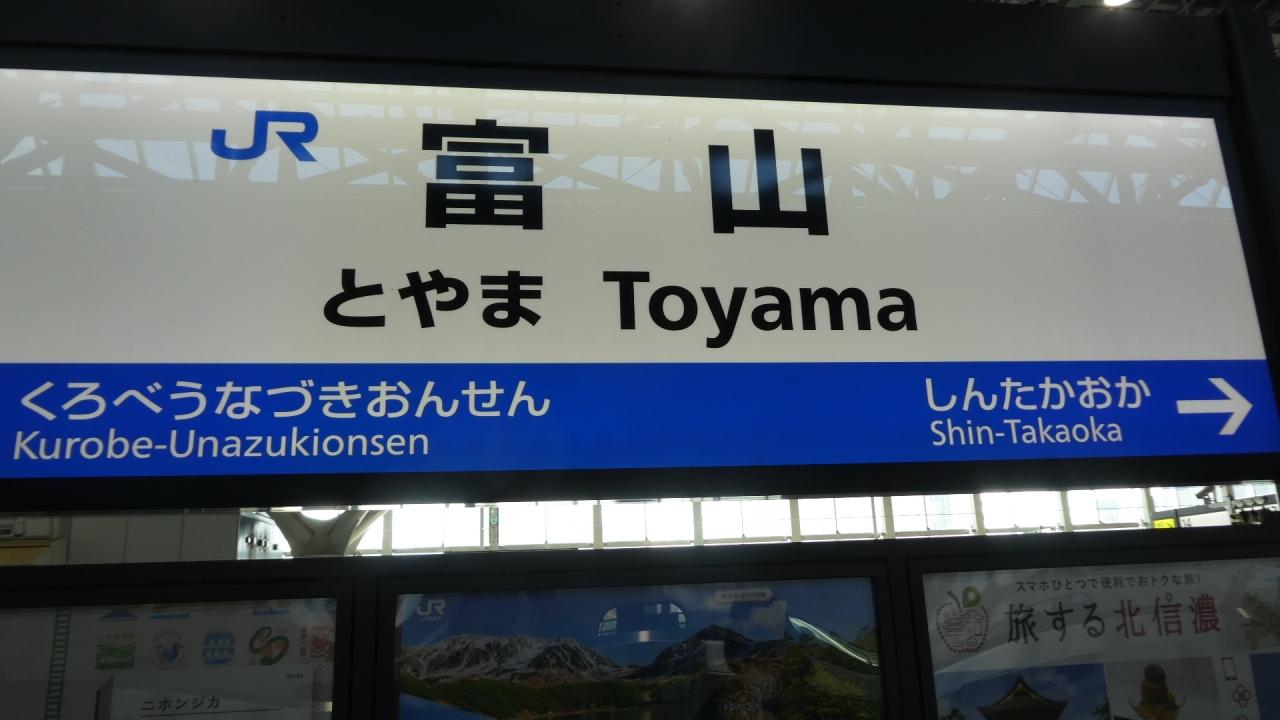 JR 富山
とやま Toyama
くろべうなづきおんせん
Kurobe-Unazukionsen
しんたかおか →
Shin-Takaoka
JR
ニホンジカ
スマホひとつで便利でおトクな旅!
旅する北信濃